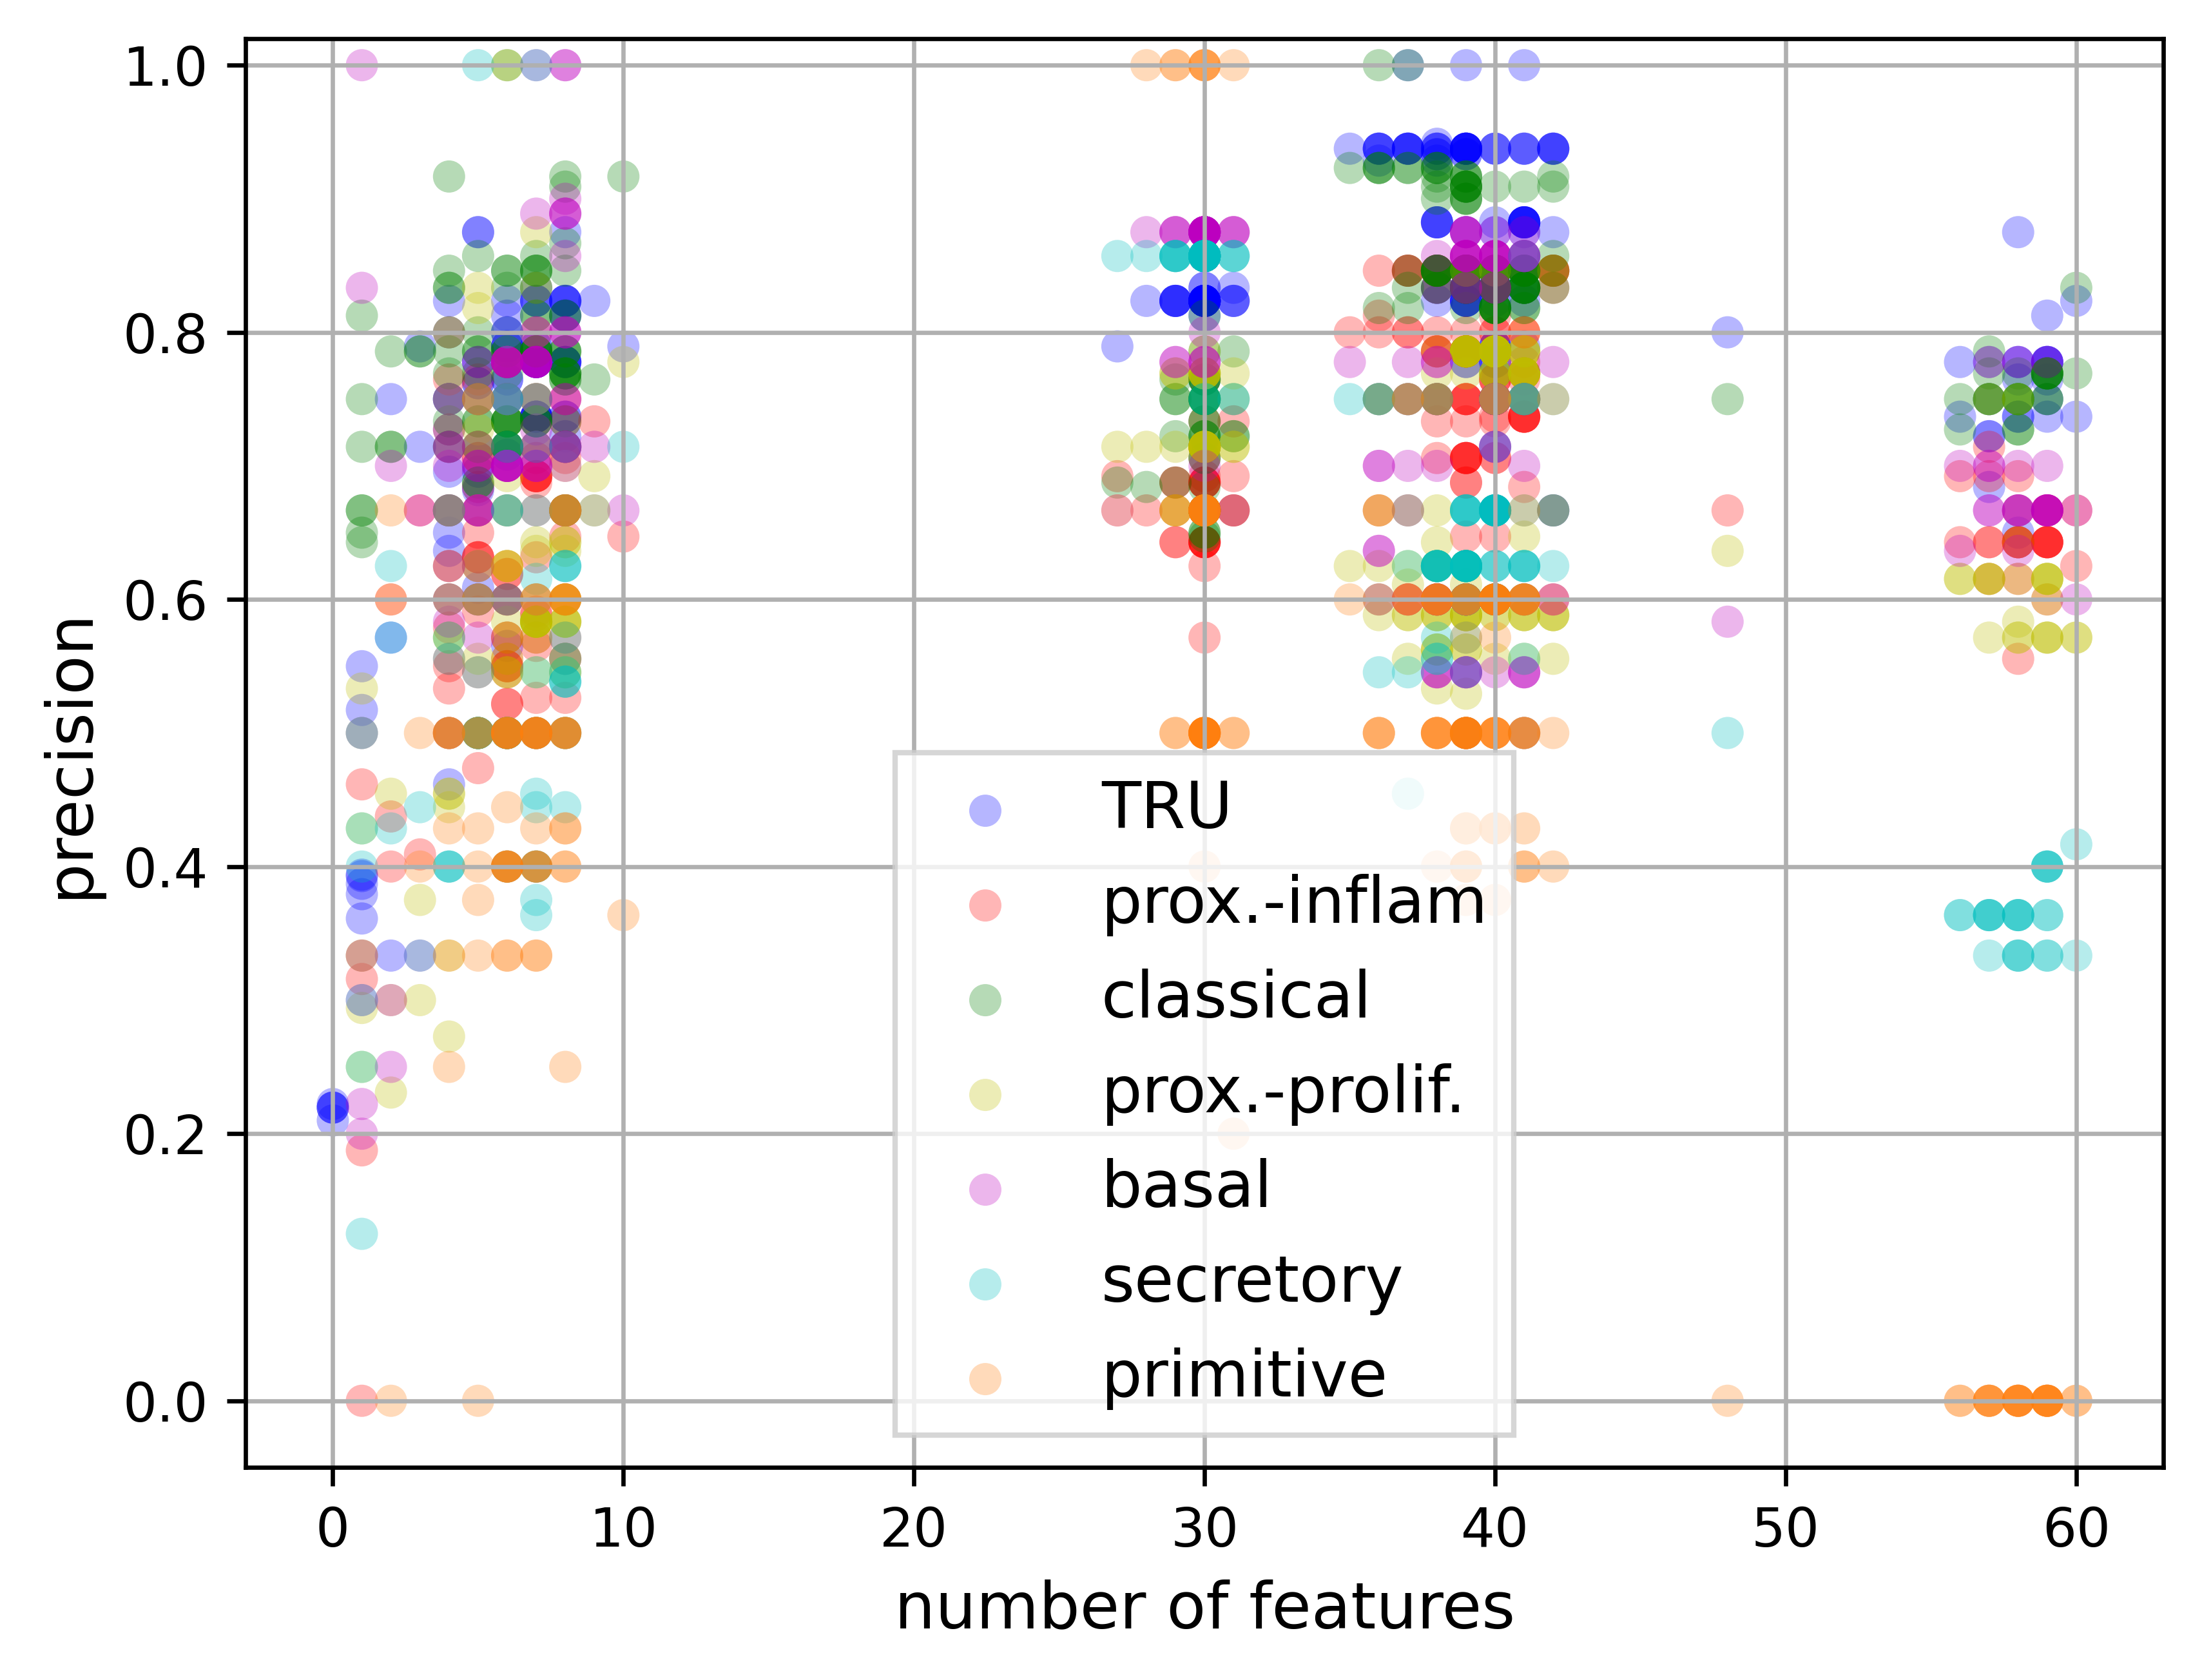 1.0
0.8
0.6
0.4
0.2
0.0
precision
TRU
prox.-inflam
classical
prox.-prolif.
basal
secretory
primitive
0 10 20 30 40 50 60
number of features